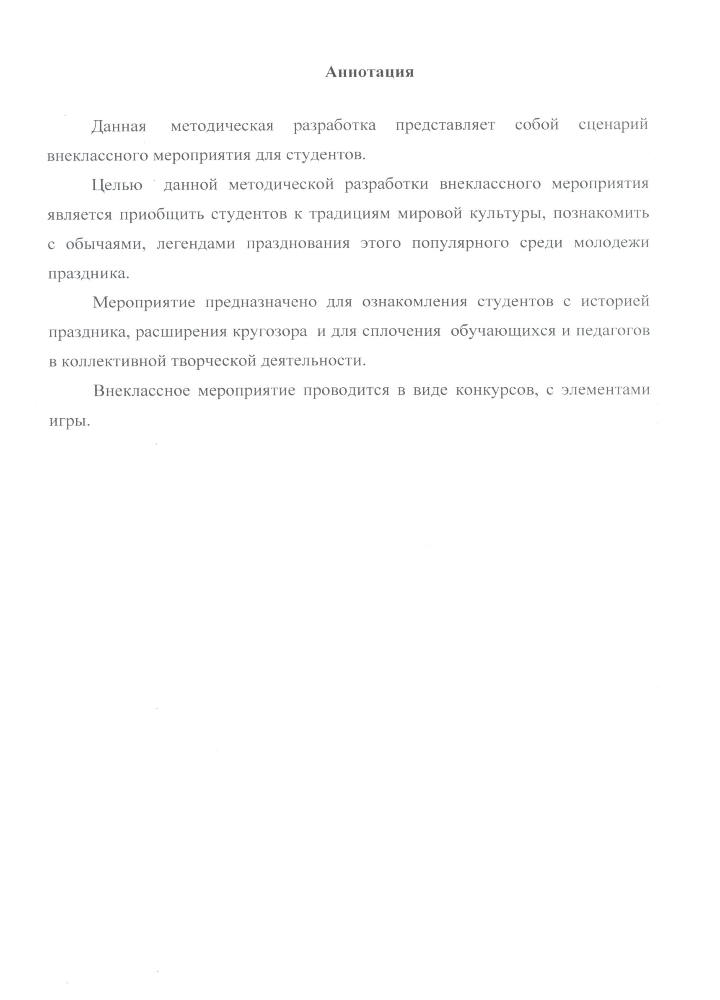 Аннотация
Данная методическая разработка представляет собой сценарий
внеклассного мероприятия для студентов.
Целью данной методической разработки внеклассного мероприятия
является приобщить студентов к традициям мировой культуры, познакомить
с обычаями, легендами празднования этого популярного среди молодежи
праздника.
Мероприятие предназначено для ознакомления студентов с историей
праздника, расширения кругозора и для сплочения обучающихся и педагогов
в коллективной творческой деятельности.
Внеклассное мероприятие проводится в виде конкурсов, с элементами
игры.